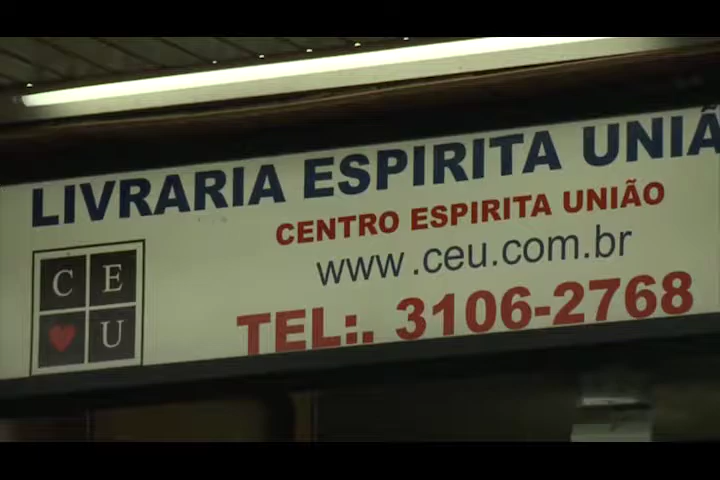 LIVRARIA ESPIRITA UNIÃ
CENTRO ESPIRITA UNIÃO
www.ceu.com.br
TEL:. 3106-2768
C E
U